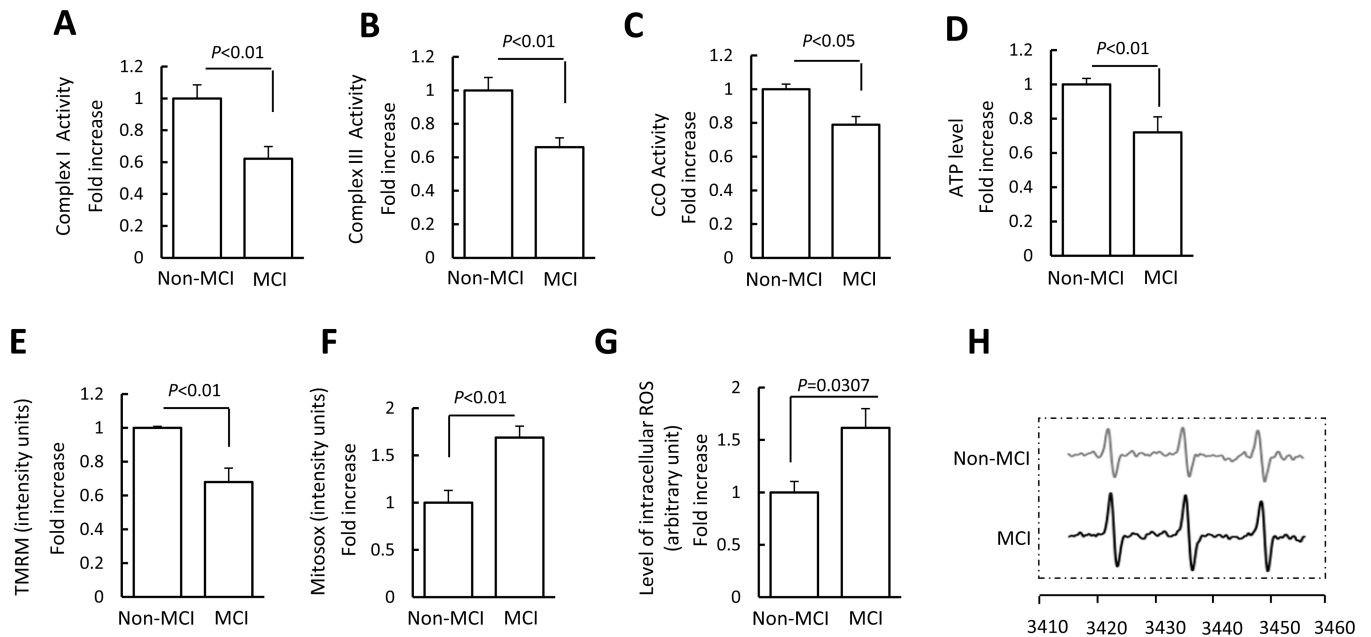 A
Complex I Activity
Fold increase
1.2
1
0.8
0.6
0.4
0.2
0
P<0.01
Non-MCI MCI
B
Complex III Activity
Fold increase
1.2
1
0.8
0.6
0.4
0.2
0
P<0.01
Non-MCI MCI
C
CcO Activity
Fold increase
1.2
1
0.8
0.6
0.4
0.2
0
P<0.05
Non-MCI MCI
D
ATP level
Fold increase
1.2
1
0.8
0.6
0.4
0.2
0
P<0.01
Non-MCI MCI
E
TMRM (intensity units)
Fold increase
1.2
1
0.8
0.6
0.4
0.2
0
P<0.01
Non-MCI MCI
F
Mitosox (intensity units)
Fold increase
2
1.5
1
0.5
0
P<0.01
Non-MCI MCI
G
Level of intracellular ROS
(arbitrary unit)
Fold increase
2
1.5
1
0.5
0
P=0.0307
Non-MCI MCI
H
Non-MCI
MCI
3410 3420 3430 3440 3450 3460